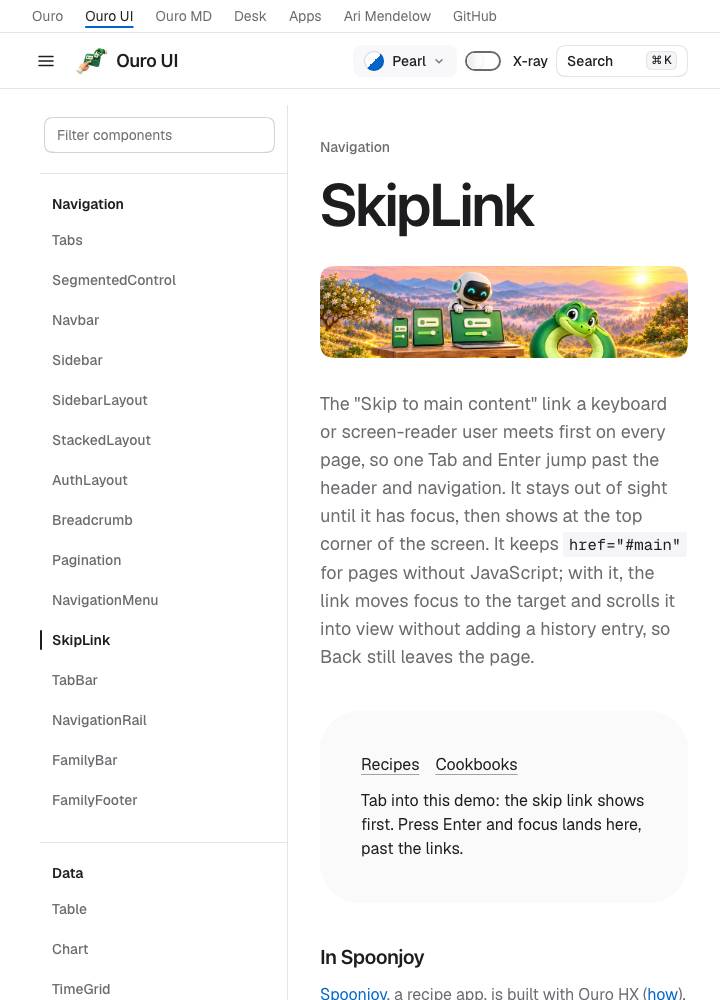 Ouro Ouro UI Ouro MD Desk Apps Ari Mendelow GitHub
Ouro UI
Pearl
X-ray
Search ⌘ K
Filter components
Navigation
Tabs
SegmentedControl
Navbar
Sidebar
SidebarLayout
StackedLayout
AuthLayout
Breadcrumb
Pagination
NavigationMenu
SkipLink
TabBar
NavigationRail
FamilyBar
FamilyFooter
Data
Table
Chart
TimeGrid
Navigation
SkipLink
The "Skip to main content" link a keyboard
or screen-reader user meets first on every
page, so one Tab and Enter jump past the
header and navigation. It stays out of sight
until it has focus, then shows at the top
corner of the screen. It keeps href="#main"
for pages without JavaScript; with it, the
link moves focus to the target and scrolls it
into view without adding a history entry, so
Back still leaves the page.
Recipes Cookbooks
Tab into this demo: the skip link shows
first. Press Enter and focus lands here,
past the links.
In Spoonjoy
Spoonjoy, a recipe app, is built with Ouro HX (how).